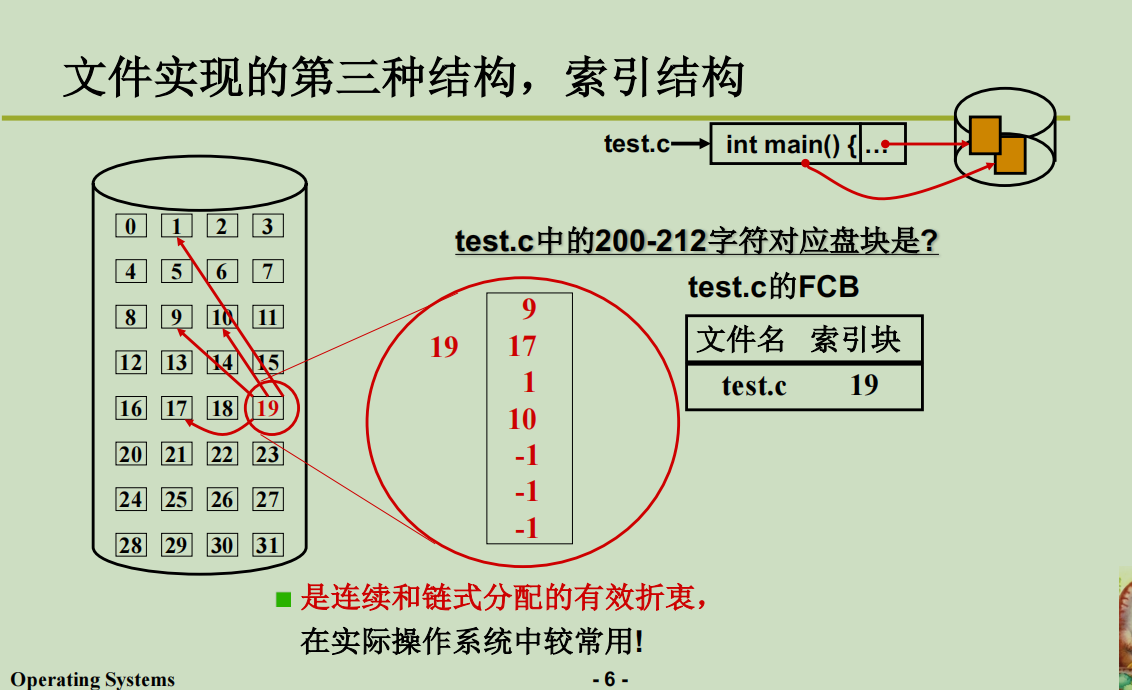 文件实现的第三种结构，索引结构
test.c
int main() {
...
0 1 2 3
4 5 6 7
8 9 10 11
12 13 14 15
16 17 18 19
20 21 22 23
24 25 26 27
28 29 30 31
test.c中的200-212字符对应盘块是?
19
9
17
1
10
-1
-1
-1
test.c的FCB
文件名 索引块
test.c 19
是连续和链式分配的有效折衷，
在实际操作系统中较常用!
Operating Systems
- 6 -